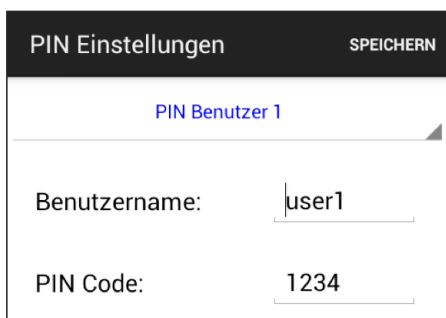 PIN Einstellungen SPEICHERN
PIN Benutzer 1
Benutzername: user1
PIN Code: 1234